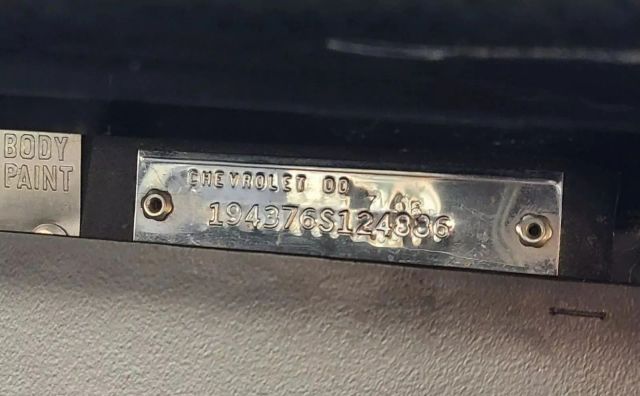 BODY
PAINT
CHEVROLET
194376S124886